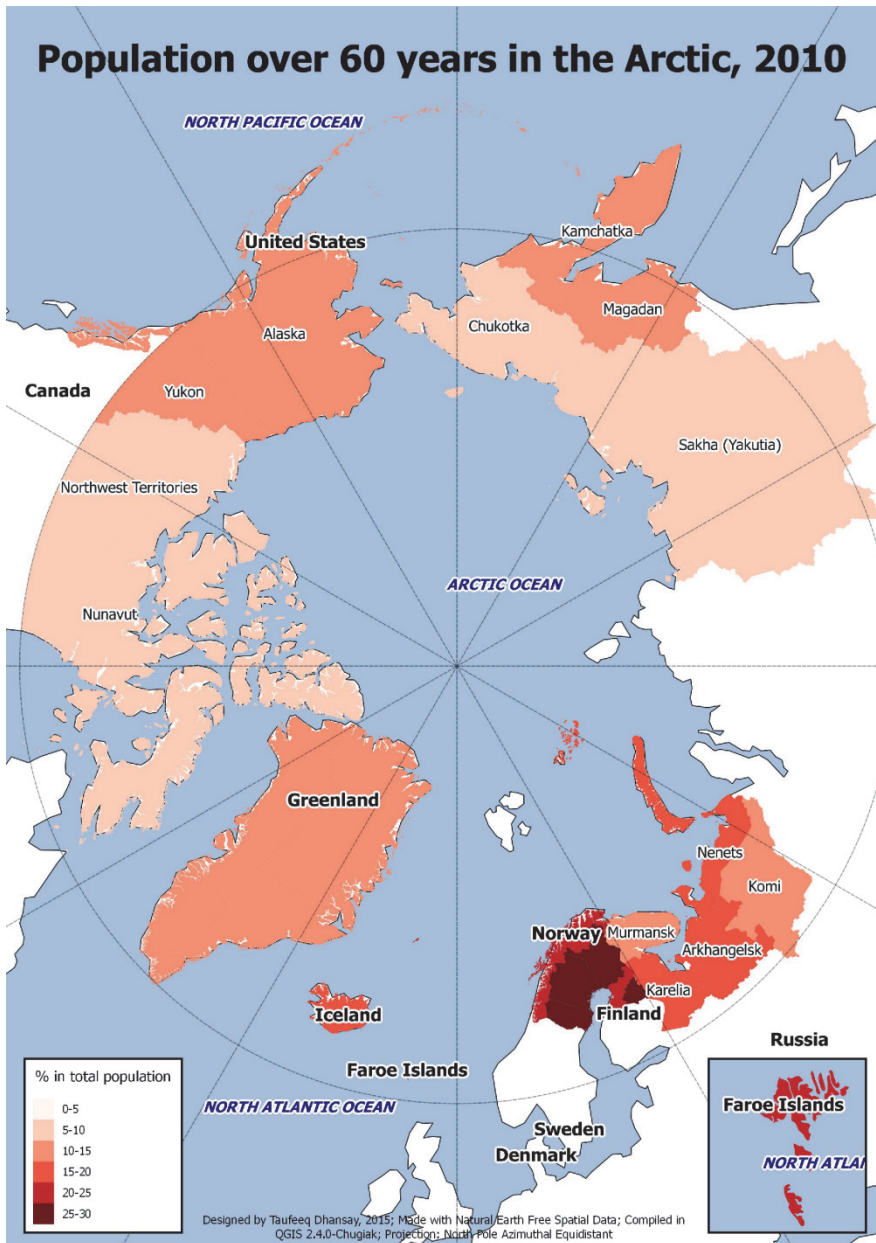 Population over 60 years in the Arctic, 2010
NORTH PACIFIC OCEAN
Kamchatka
United States
Magadan
Chukotka
Alaska
Canada
Yukon
Sakha (Yakutia)
Northwest Territories
ARCTIC OCEAN
Nunavut
Greenland
Nenets
Komi
Norway
Murmansk
Arkhangelsk
Karelia
Iceland
Finland
Russia
Faroe Islands
% in total population
0-5
5-10
10-15
15-20
20-25
25-30
NORTH ATLANTIC OCEAN
Sweden
Denmark
Faroe Islands
NORTH ATLA
Designed by Taufeeq Dhansay, 2015; Made with Natural Earth Free Spatial Data; Compiled in
QGIS 2.4.0-Chugiak; Projection: North Pole Azimuthal Equidistant